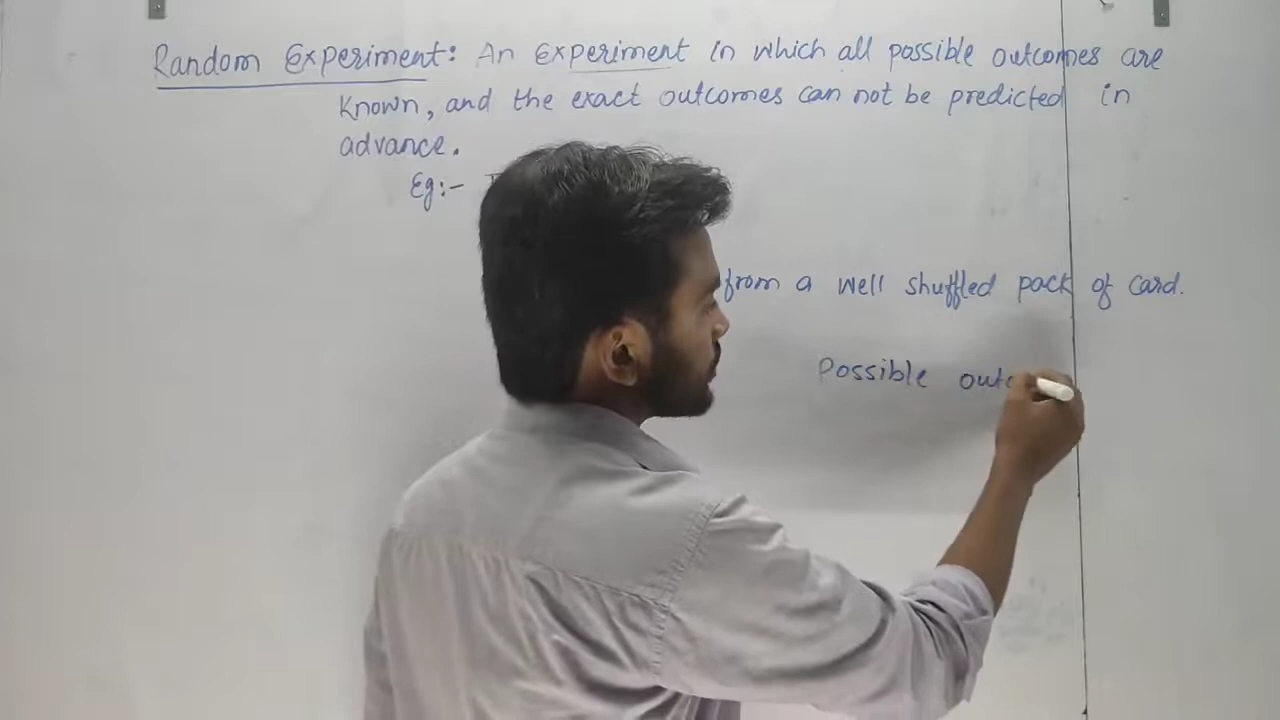 Random Experiment: An Experiment in which all possible outcomes are
known, and the exact outcomes can not be predicted in
advance.
Eg:-
from a well shuffled pack of card.
Possible